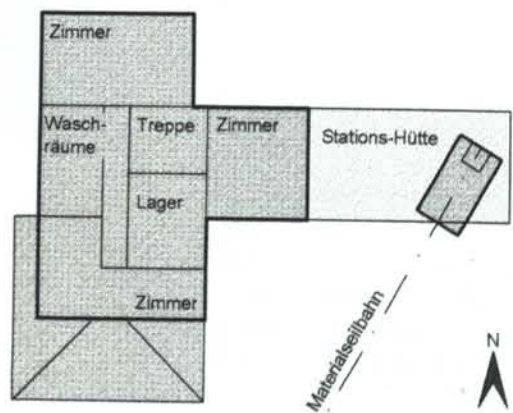 Zimmer
Wasch-
räume
Treppe
Zimmer
Stations-Hütte
Lager
Zimmer
Materialseilbahn
N